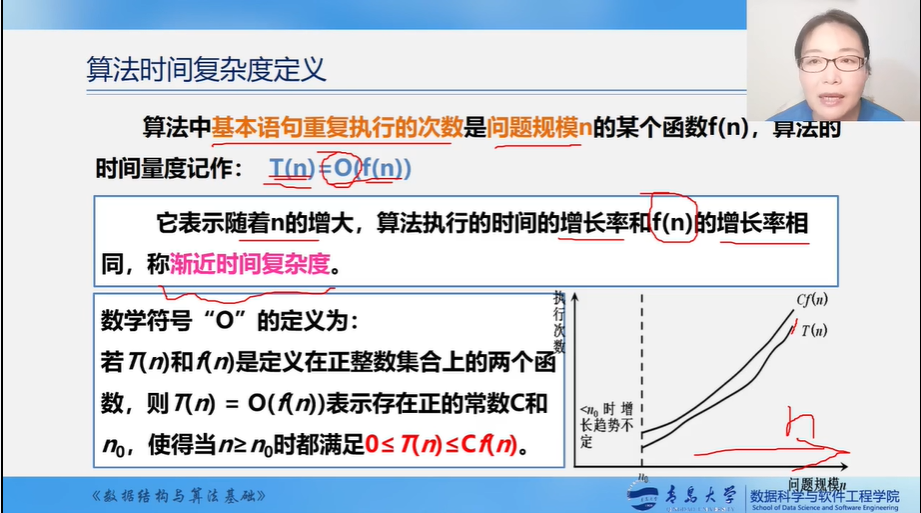 算法时间复杂度定义
算法中基本语句重复执行的次数是问题规模n的某个函数f(n)，算法的
时间量度记作： T(n)=O(f(n))
它表示随着n的增大，算法执行的时间的增长率和f(n)的增长率相
同，称渐近时间复杂度。
数学符号“O”的定义为：
若T(n)和f(n)是定义在正整数集合上的两个函
数，则T(n) = O(f(n))表示存在正的常数C和
n₀，使得当n≥n₀时都满足0≤T(n)≤Cf(n)。
执行次数
Cf(n)
T(n)
<n₀ 时 增
长趋势不
定
n
n₀
问题规模n
《数据结构与算法基础》
青岛大学
数据科学与软件工程学院
School of Data Science and Software Engineering